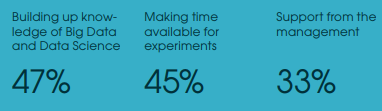 Building up know-
ledge of Big Data
and Data Science
47%
Making time
available for
experiments
45%
Support from the
management
33%